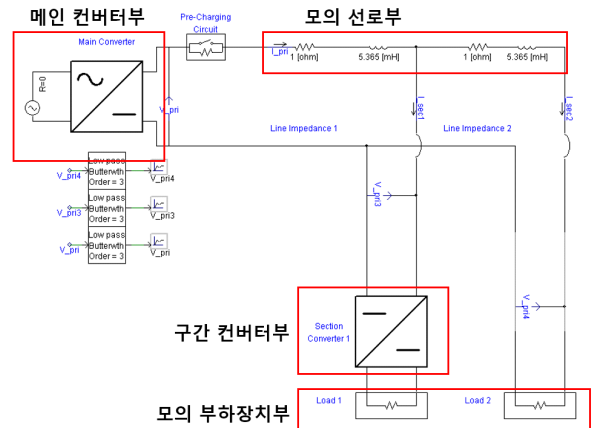 메인 컨버터부
Pre-Charging
Circuit
모의 선로부
Main Converter
R=0
I_pri
1 [ohm]
5.365 [mH]
1 [ohm]
5.365 [mH]
V_pri
I_sec1
I_sec2
Line Impedance 1
Line Impedance 2
V_pri4
Low pass
Butterwth
Order = 3
V_pri4
V_pri3
Low pass
Butterwth
Order = 3
V_pri3
V_pri
Low pass
Butterwth
Order = 3
V_pri
V_pri3
V_pri4
구간 컨버터부
Section
Converter 1
모의 부하장치부
Load 1
Load 2